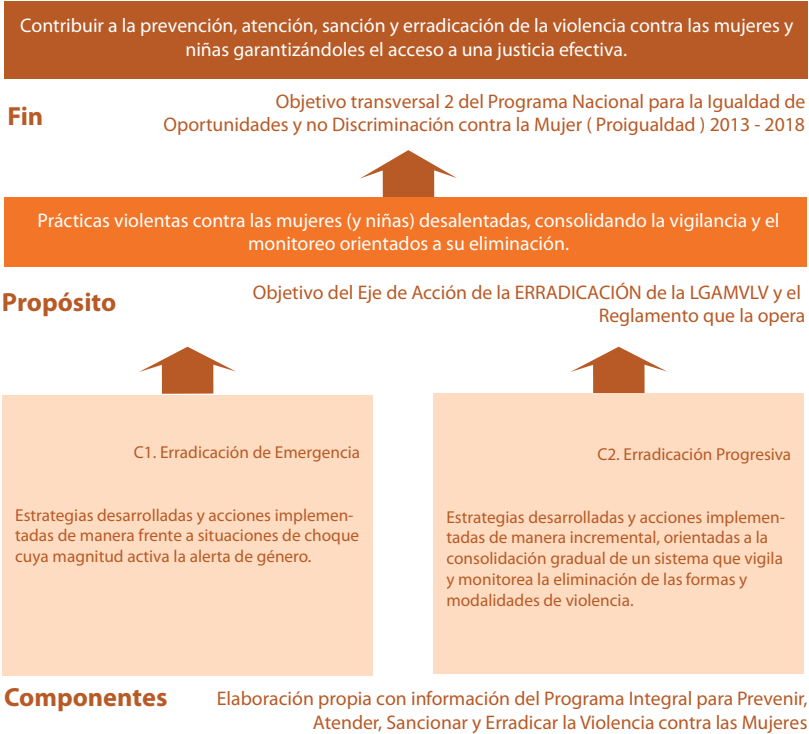 Contribuir a la prevención, atención, sanción y erradicación de la violencia contra las mujeres y
niñas garantizándoles el acceso a una justicia efectiva.
Fin
Objetivo transversal 2 del Programa Nacional para la Igualdad de
Oportunidades y no Discriminación contra la Mujer ( Proigualdad ) 2013 - 2018
Prácticas violentas contra las mujeres (y niñas) desalentadas, consolidando la vigilancia y el
monitoreo orientados a su eliminación.
Propósito
Objetivo del Eje de Acción de la ERRADICACIÓN de la LGAMVLV y el
Reglamento que la opera
C1. Erradicación de Emergencia
Estrategias desarrolladas y acciones implemen-
tadas de manera frente a situaciones de choque
cuya magnitud activa la alerta de género.
C2. Erradicación Progresiva
Estrategias desarrolladas y acciones implemen-
tadas de manera incremental, orientadas a la
consolidación gradual de un sistema que vigila
y monitorea la eliminación de las formas y
modalidades de violencia.
Componentes
Elaboración propia con información del Programa Integral para Prevenir,
Atender, Sancionar y Erradicar la Violencia contra las Mujeres